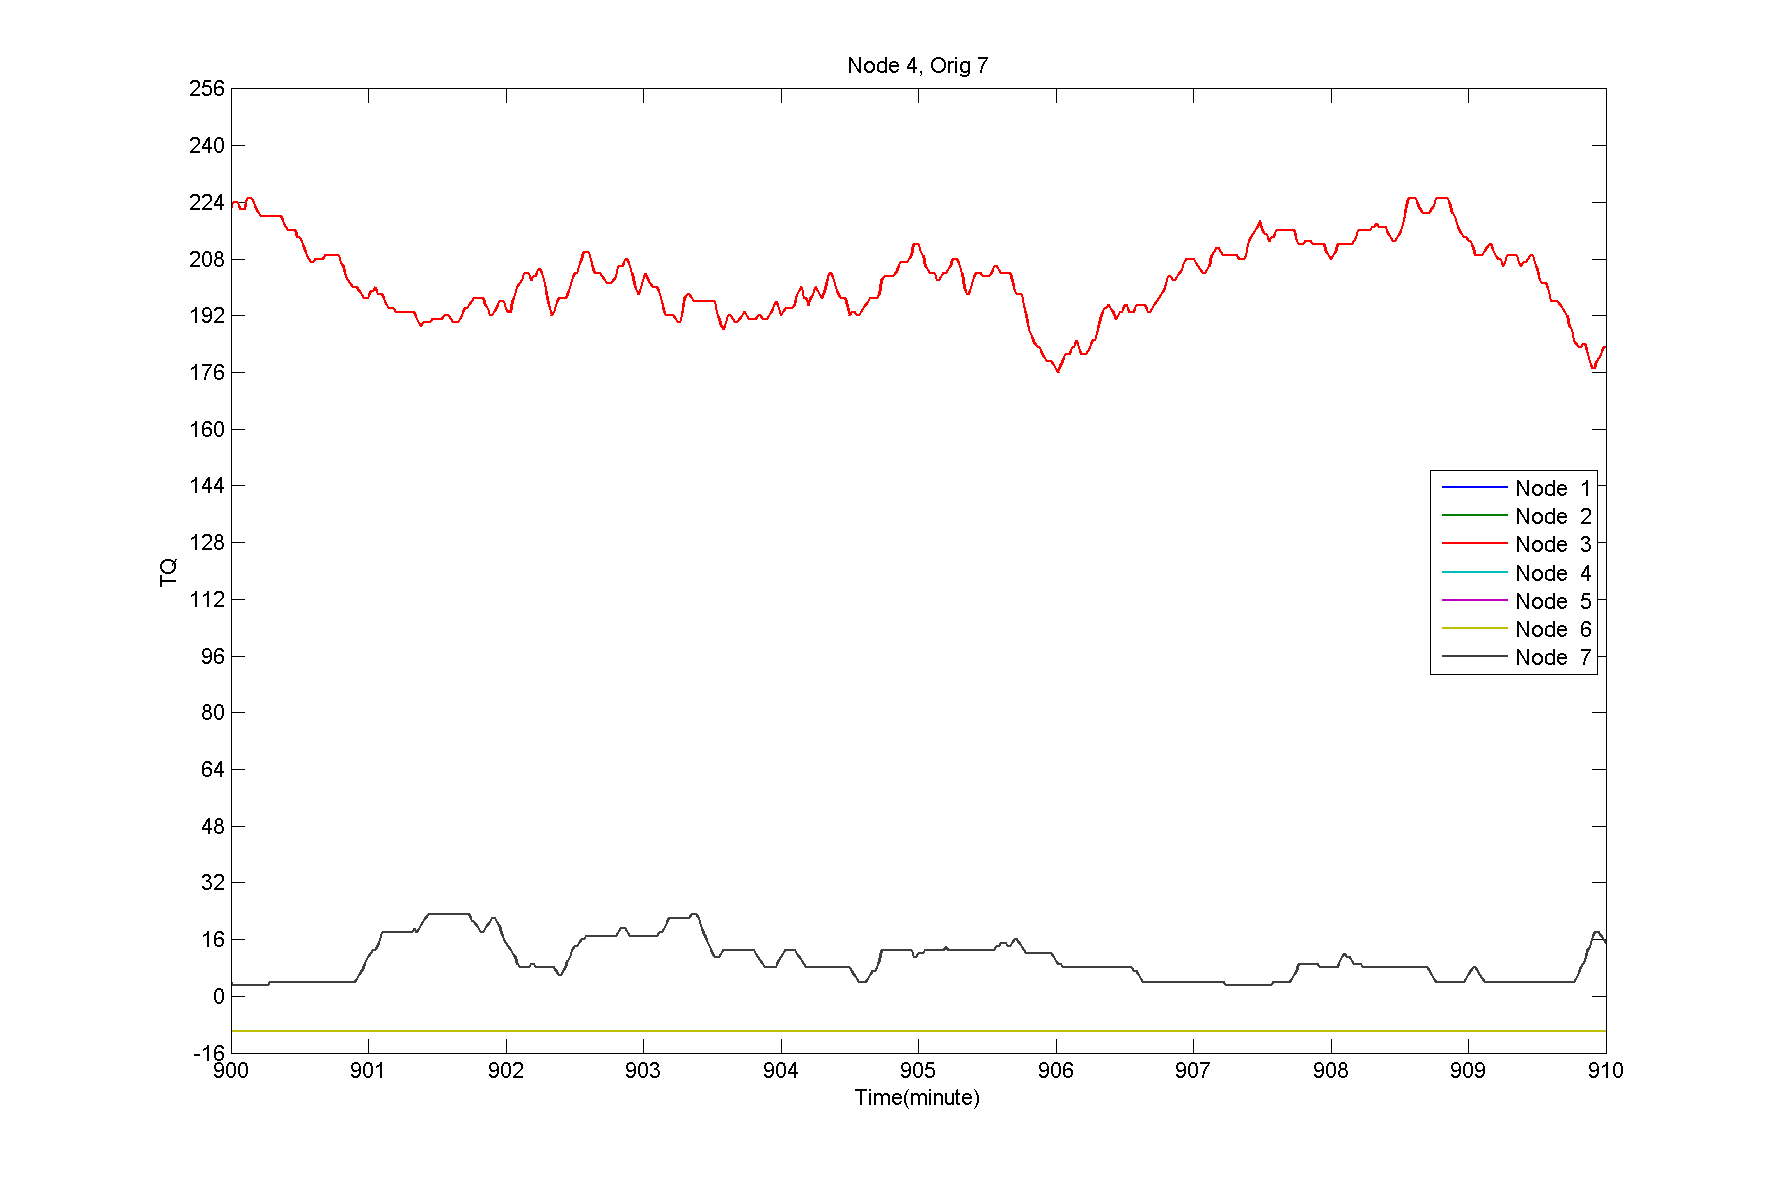 Node 4, Orig 7
256
240
224
208
192
176
160
144
128
112
96
80
64
48
32
16
0
-16
TQ
Node 1
Node 2
Node 3
Node 4
Node 5
Node 6
Node 7
900 901 902 903 904 905 906 907 908 909 910
Time(minute)